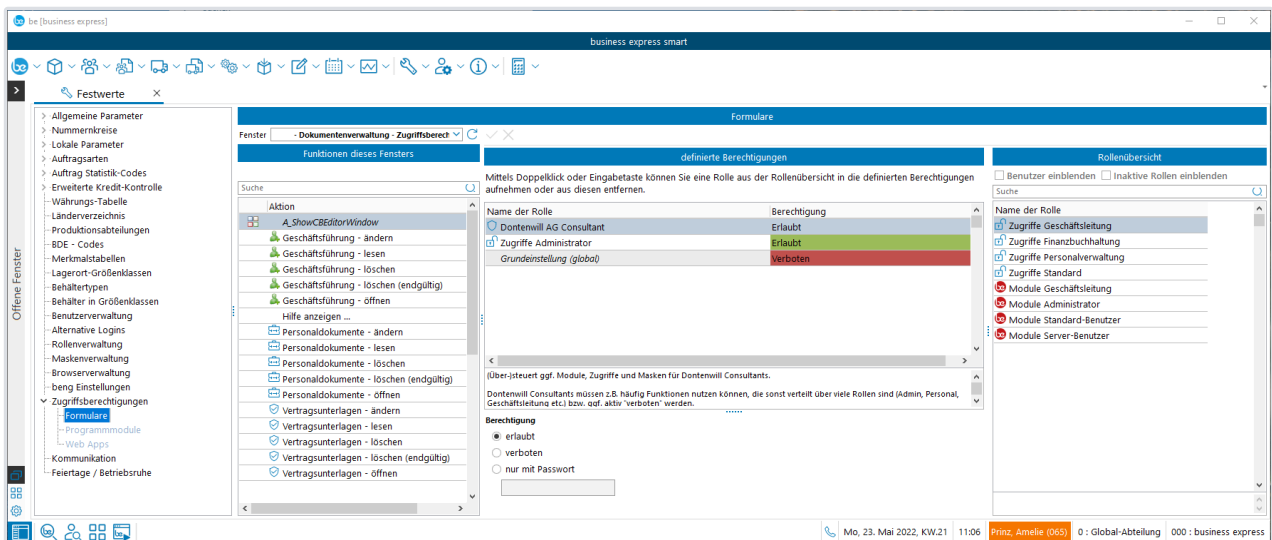 be [business express]
business express smart
Festwerte
Offene Fenster
Allgemeine Parameter
Nummernkreise
Lokale Parameter
Auftragsarten
Auftrag Statistik-Codes
Erweiterte Kredit-Kontrolle
Währungs-Tabelle
Länderverzeichnis
Produktionsabteilungen
BDE - Codes
Merkmalstabellen
Lagerort-Größenklassen
Behältertypen
Behälter in Größenklassen
Benutzerverwaltung
Alternative Logins
Rollenverwaltung
Maskenverwaltung
Browserverwaltung
beng Einstellungen
Zugriffsberechtigungen
Formulare
Programmmodule
Web Apps
Kommunikation
Feiertage / Betriebsruhe
Formulare
Fenster - Dokumentenverwaltung - Zugriffsberech
Funktionen dieses Fensters
Suche
Aktion
A_ShowCBEditorWindow
Geschäftsführung - ändern
Geschäftsführung - lesen
Geschäftsführung - löschen
Geschäftsführung - löschen (endgültig)
Geschäftsführung - öffnen
Hilfe anzeigen ...
Personaldokumente - ändern
Personaldokumente - lesen
Personaldokumente - löschen
Personaldokumente - löschen (endgültig)
Personaldokumente - öffnen
Vertragsunterlagen - ändern
Vertragsunterlagen - lesen
Vertragsunterlagen - löschen
Vertragsunterlagen - löschen (endgültig)
Vertragsunterlagen - öffnen
definierte Berechtigungen
Mittels Doppelklick oder Eingabetaste können Sie eine Rolle aus der Rollenübersicht in die definierten Berechtigungen
aufnehmen oder aus diesen entfernen.
Name der Rolle Berechtigung
Dontenwill AG Consultant Erlaubt
Zugriffe Administrator Erlaubt
Grundeinstellung (global) Verboten
(Über-)steuert ggf. Module, Zugriffe und Masken für Dontenwill Consultants.
Dontenwill Consultants müssen z.B. häufig Funktionen nutzen können, die sonst verteilt über viele Rollen sind (Admin, Personal,
Geschäftsleitung etc.) bzw. ggf. aktiv "verboten" werden.
Berechtigung
erlaubt
verboten
nur mit Passwort
Rollenübersicht
Benutzer einblenden Inaktive Rollen einblenden
Suche
Name der Rolle
Zugriffe Geschäftsleitung
Zugriffe Finanzbuchhaltung
Zugriffe Personalverwaltung
Zugriffe Standard
Module Geschäftsleitung
Module Administrator
Module Standard-Benutzer
Module Server-Benutzer
Mo, 23. Mai 2022, KW.21 11:06 Prinz, Amelie (065) 0 : Global-Abteilung 000 : business express